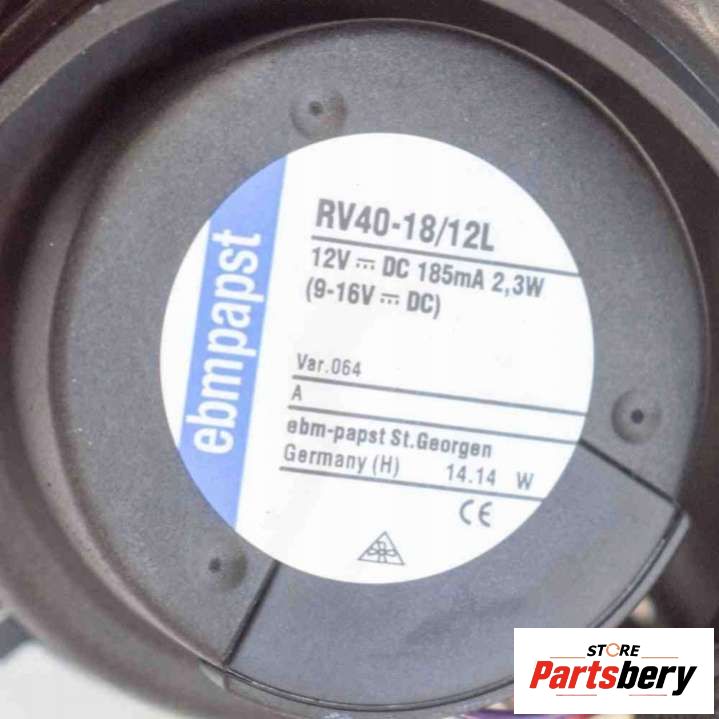 ebmpapst
RV40-18/12L
12V ⎓ DC 185mA 2,3W
(9-16V ⎓ DC)
Var.064
A
ebm-papst St.Georgen
Germany (H) 14.14 W
CE
STORE
Partsbery